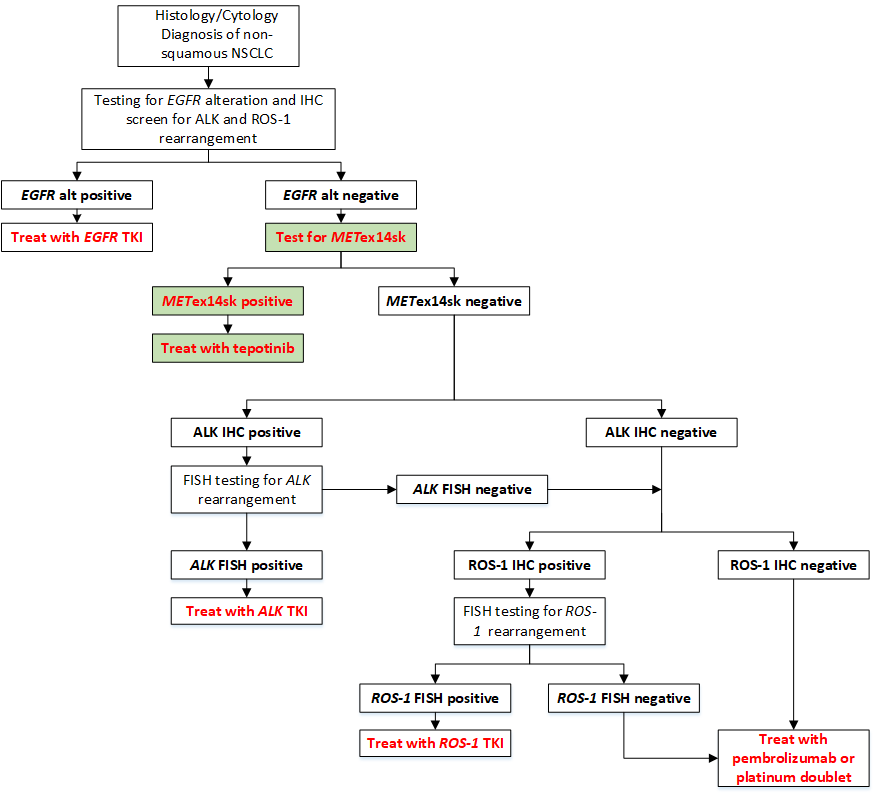 Histology/Cytology
Diagnosis of non-
squamous NSCLC
Testing for EGFR alteration and IHC
screen for ALK and ROS-1
rearrangement
EGFR alt positive
EGFR alt negative
Treat with EGFR TKI
Test for METex14sk
METex14sk positive
METex14sk negative
Treat with tepotinib
ALK IHC positive
ALK IHC negative
FISH testing for ALK
rearrangement
ALK FISH negative
ALK FISH positive
ROS-1 IHC positive
ROS-1 IHC negative
Treat with ALK TKI
FISH testing for ROS-
1 rearrangement
ROS-1 FISH positive
ROS-1 FISH negative
Treat with ROS-1 TKI
Treat with
pembrolizumab or
platinum doublet